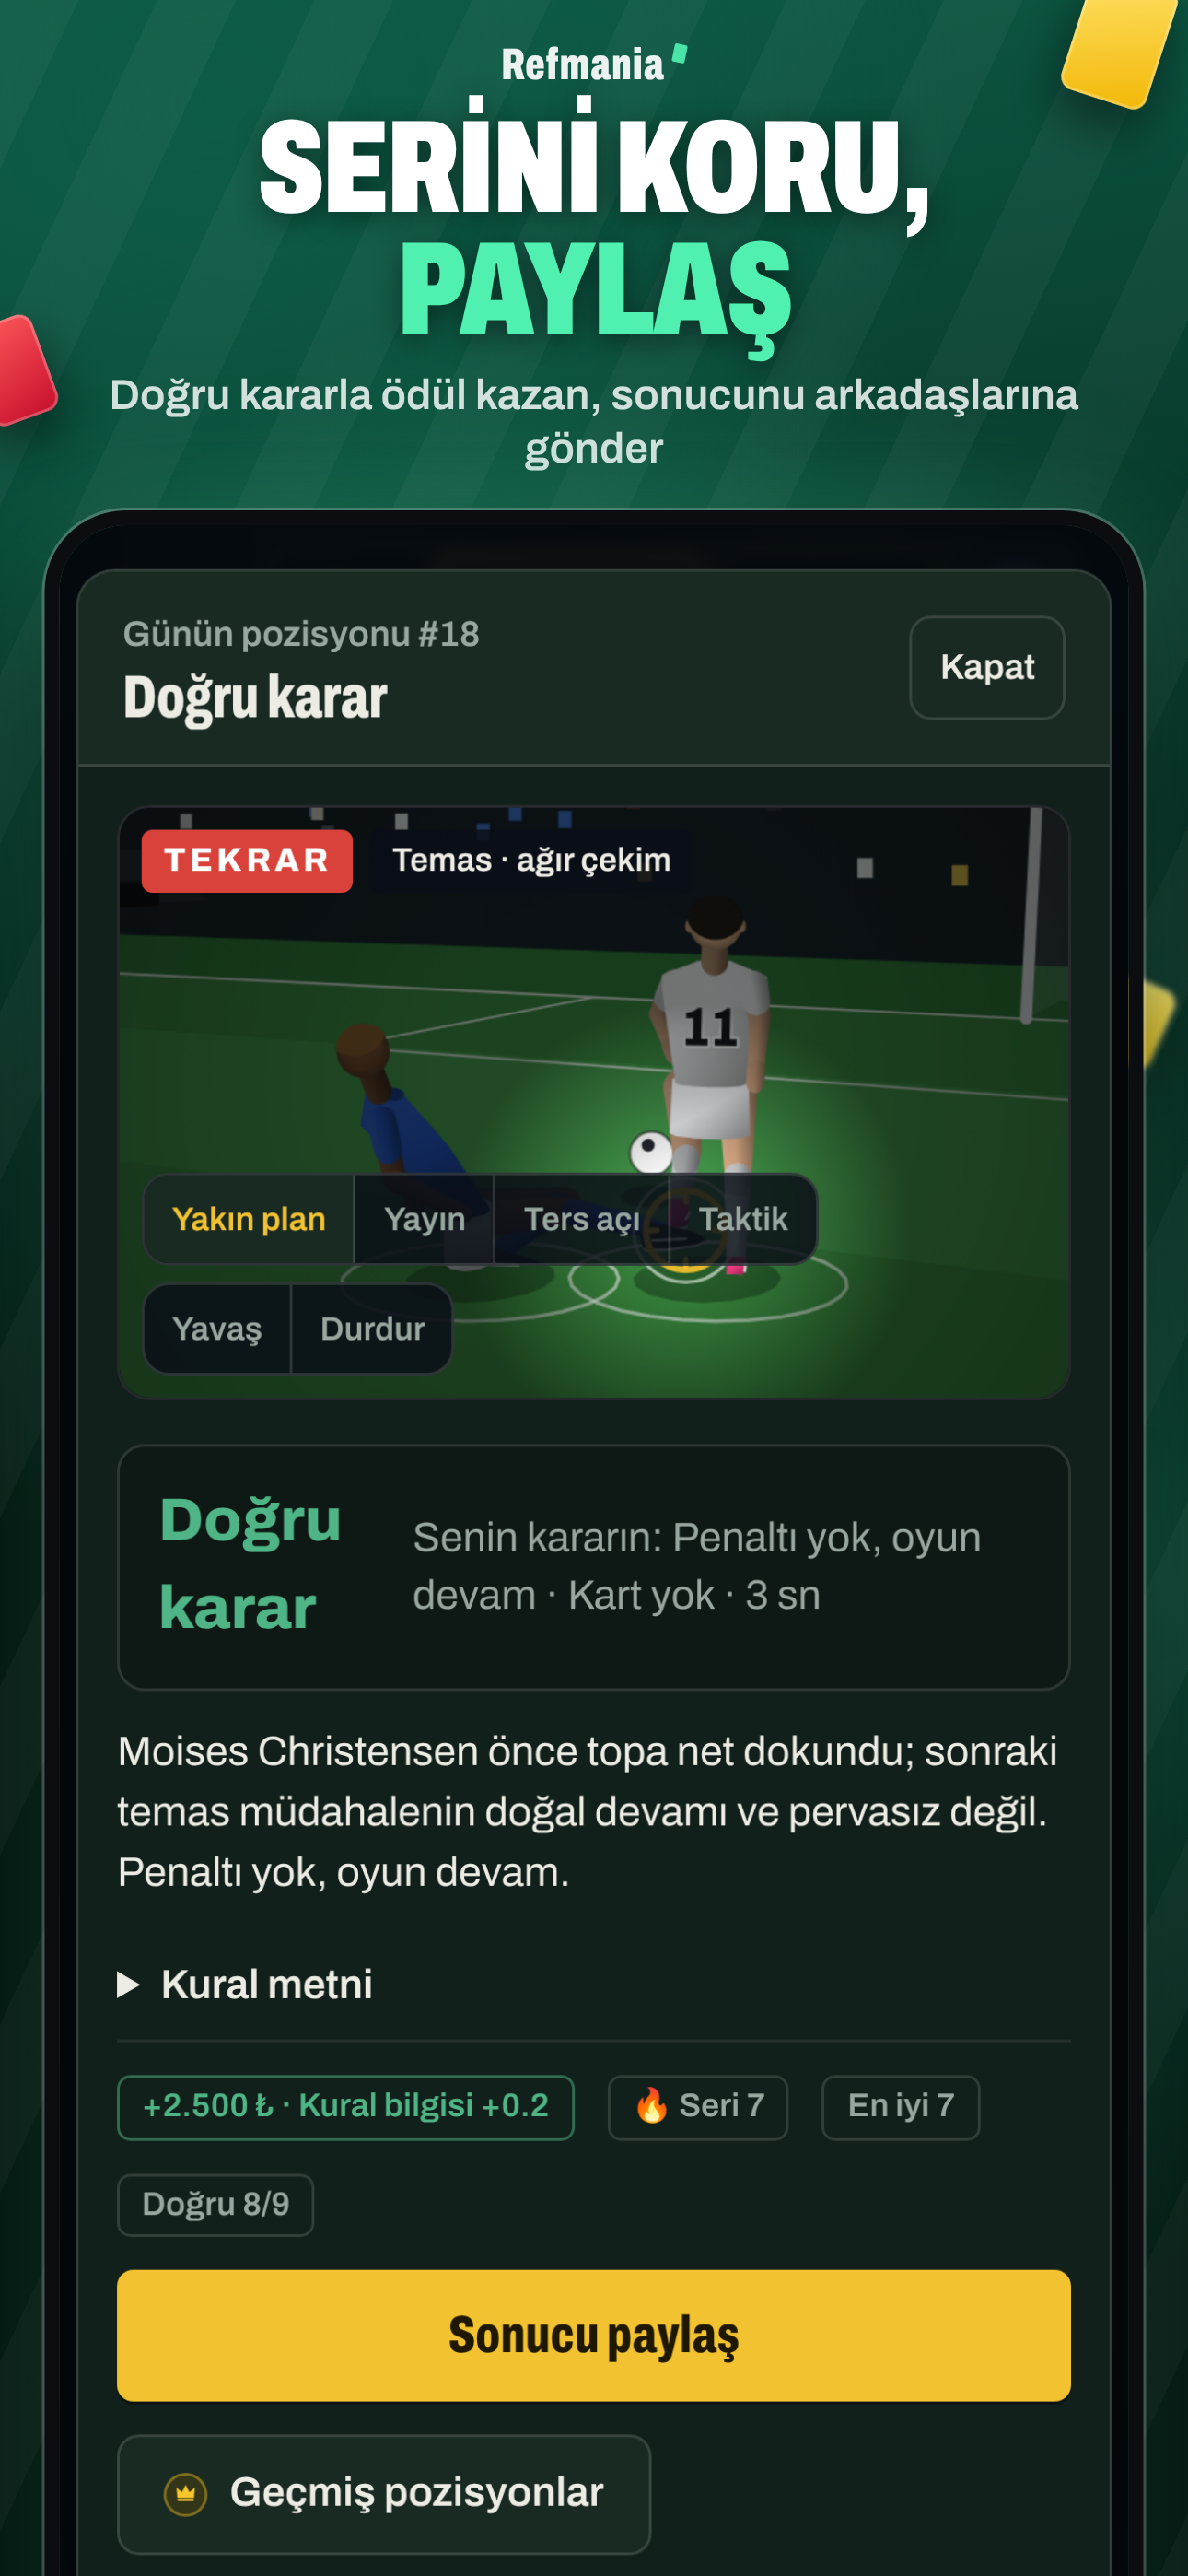 Refmania
SERİNİ KORU,
PAYLAŞ
Doğru kararla ödül kazan, sonucunu arkadaşlarına
gönder
Günün pozisyonu #18
Doğru karar
Kapat
TEKRAR
Temas · ağır çekim
11
Yakın plan
Yayın
Ters açı
Taktik
Yavaş
Durdur
Doğru
karar
Senin kararın: Penaltı yok, oyun
devam · Kart yok · 3 sn
Moises Christensen önce topa net dokundu; sonraki
temas müdahalenin doğal devamı ve pervasız değil.
Penaltı yok, oyun devam.
▶ Kural metni
+2.500 ₺ · Kural bilgisi +0.2
🔥 Seri 7
En iyi 7
Doğru 8/9
Sonucu paylaş
Geçmiş pozisyonlar